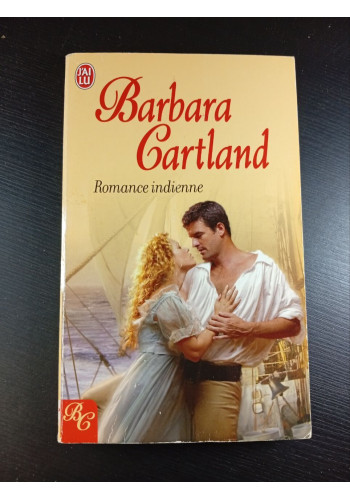 J'AI
LU
Barbara
Cartland
Romance indienne
BC